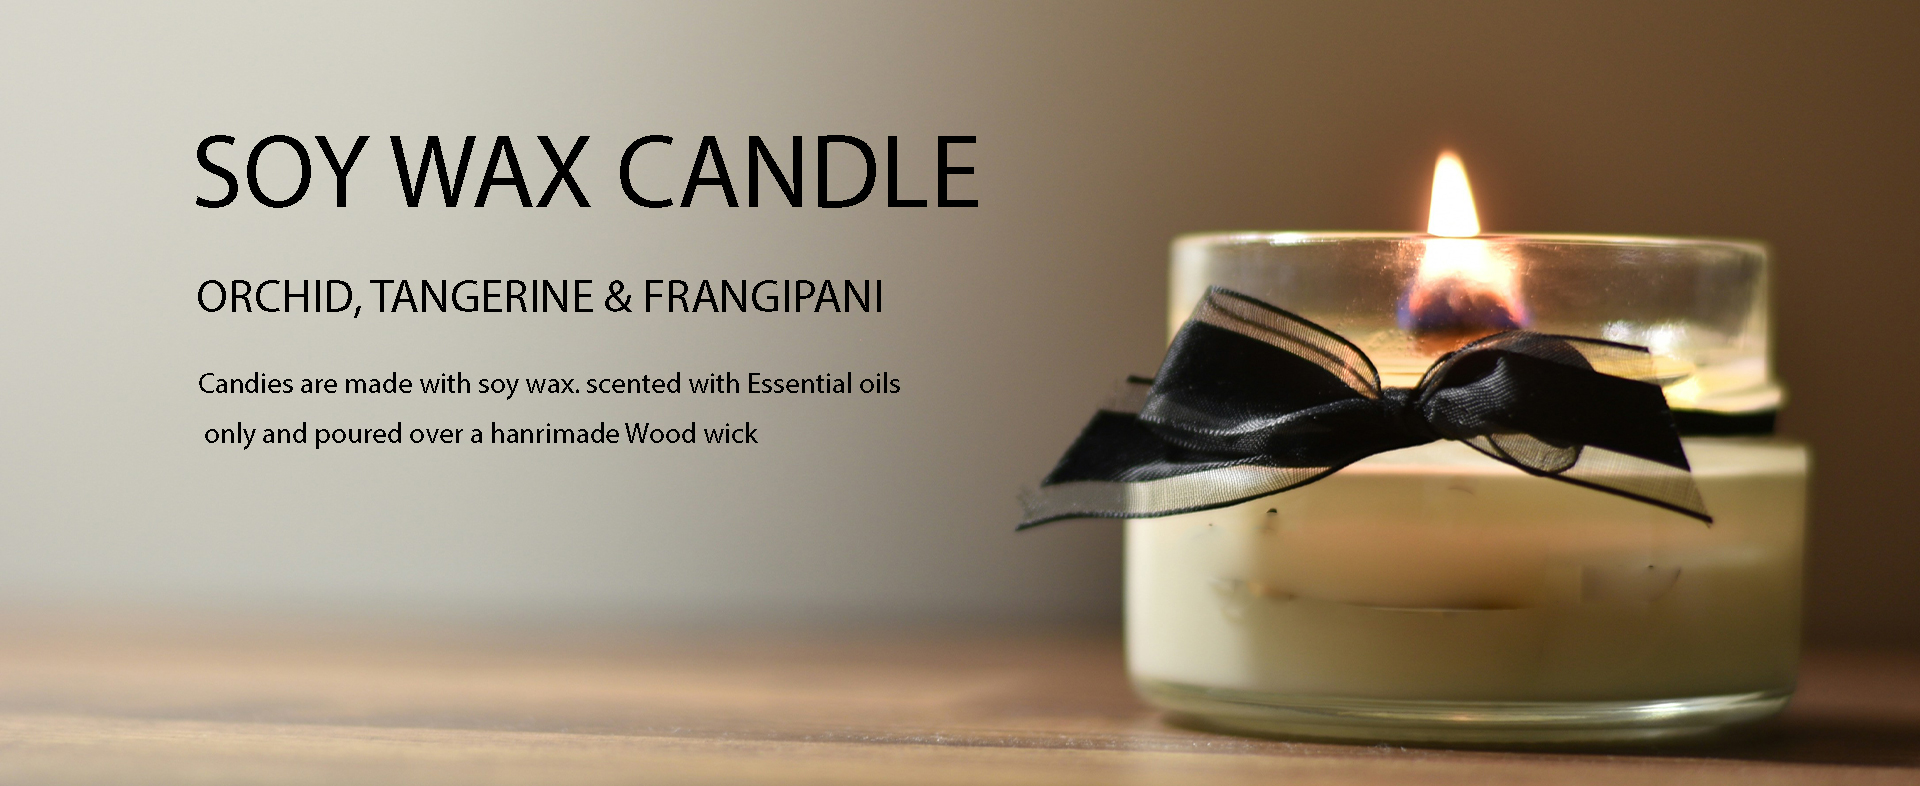 SOY WAX CANDLE
ORCHID, TANGERINE & FRANGIPANI
Candies are made with soy wax. scented with Essential oils
only and poured over a hanrimade Wood wick